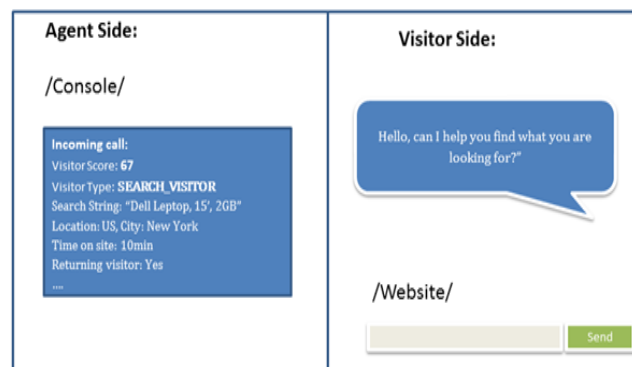 Agent Side:
/Console/
Incoming call:
Visitor Score: 67
Visitor Type: SEARCH_VISITOR
Search String: “Dell Leptop, 15', 2GB”
Location: US, City: New York
Time on site: 10min
Returning visitor: Yes
....
Visitor Side:
Hello, can I help you find what you are
looking for?”
/Website/
Send